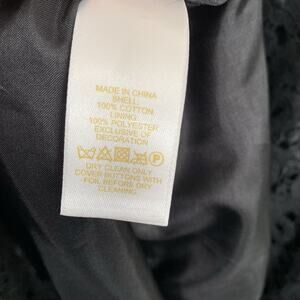 MADE IN CHINA
SHELL:
100% COTTON
LINING:
100% POLYESTER
EXCLUSIVE OF
DECORATION
DRY CLEAN ONLY
COVER BUTTONS WITH
FOIL BEFORE DRY
CLEANING